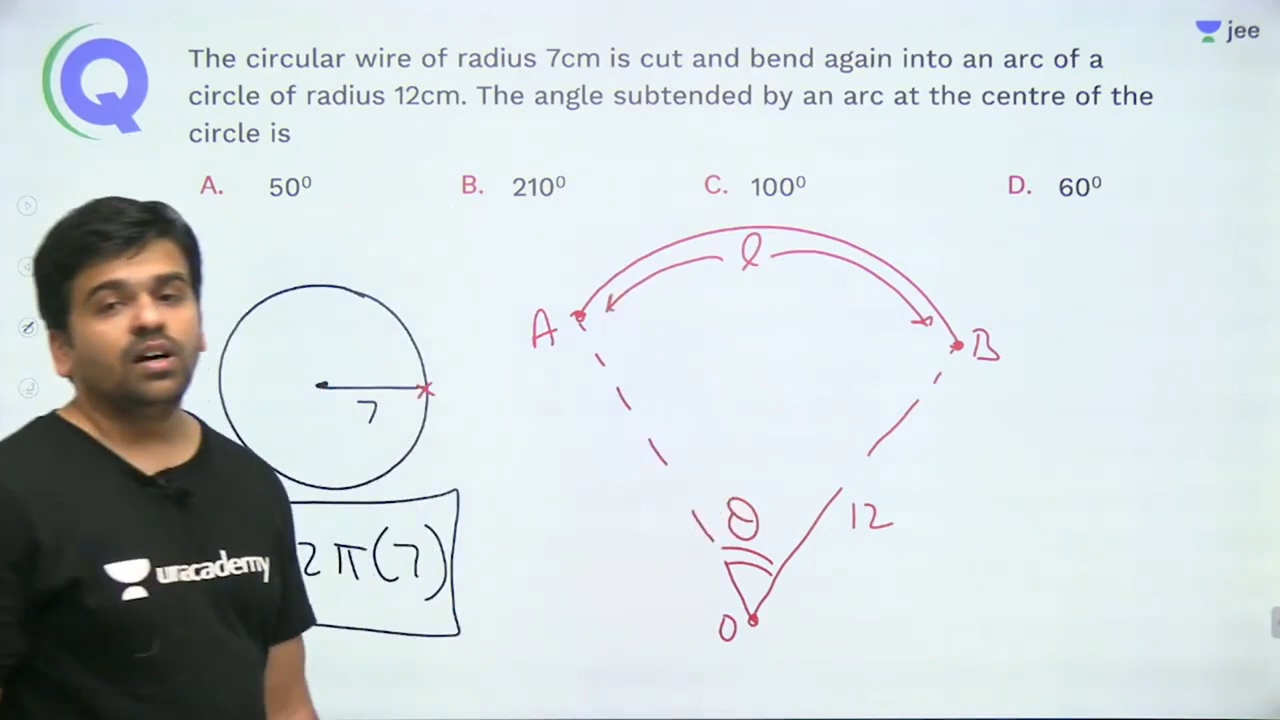 jee
The circular wire of radius 7cm is cut and bend again into an arc of a
circle of radius 12cm. The angle subtended by an arc at the centre of the
circle is
A. 50⁰ B. 210⁰ C. 100⁰ D. 60⁰
l
A
B
7
θ
12
2π(7)
unacademy
O